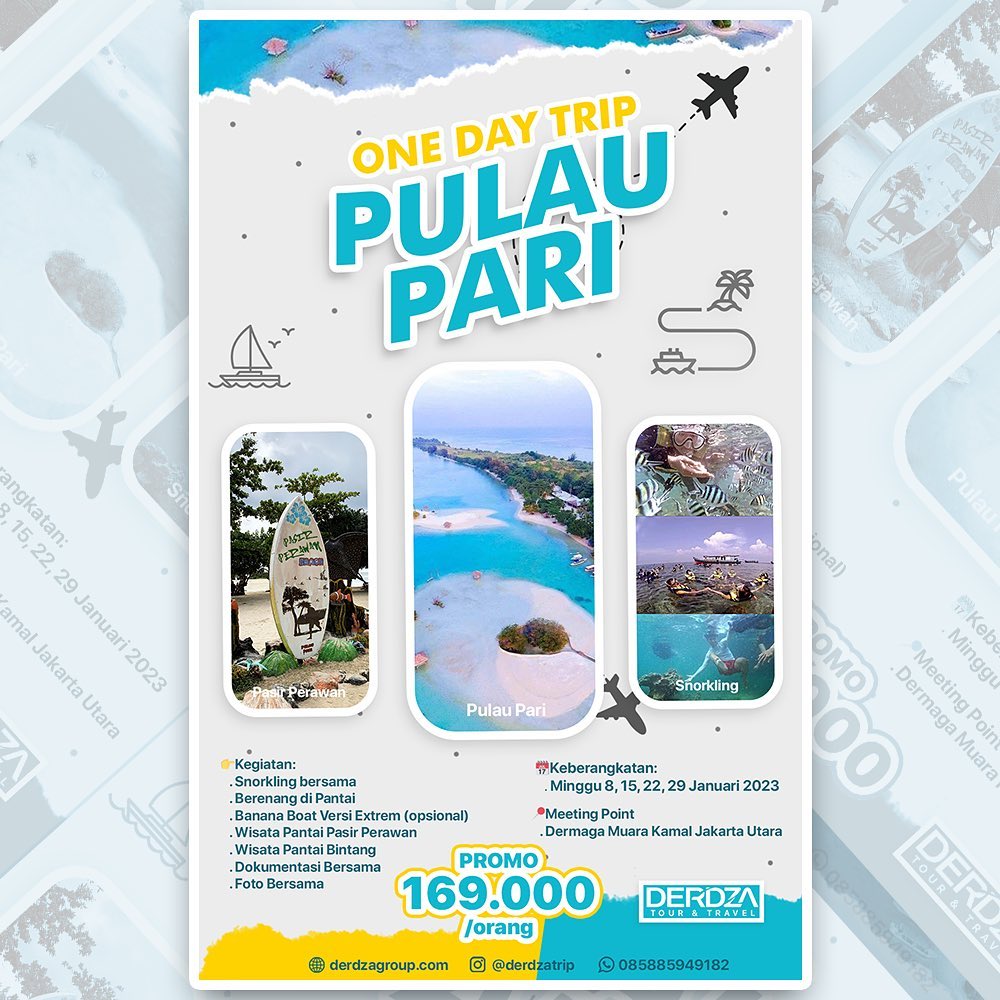 ONE DAY TRIP
PULAU
PARI
PASIR
PERAWAN
BEACH
Pasir Perawan
Pulau Pari
Snorkling
👉Kegiatan:
. Snorkling bersama
. Berenang di Pantai
. Banana Boat Versi Extrem (opsional)
. Wisata Pantai Pasir Perawan
. Wisata Pantai Bintang
. Dokumentasi Bersama
. Foto Bersama
📅Keberangkatan:
. Minggu 8, 15, 22, 29 Januari 2023
📍Meeting Point
. Dermaga Muara Kamal Jakarta Utara
PROMO
169.000
/orang
DERDZA
TOUR & TRAVEL
derdzagroup.com
@derdzatrip
085885949182